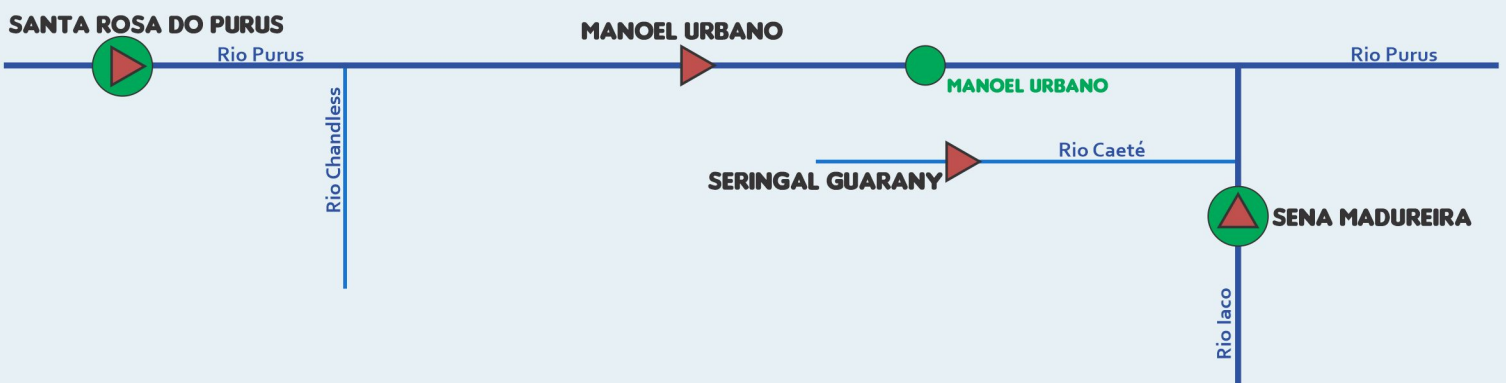 SANTA ROSA DO PURUS
MANOEL URBANO
Rio Purus
Rio Purus
MANOEL URBANO
Rio Chandless
Rio Caeté
SERINGAL GUARANY
SENA MADUREIRA
Rio Iaco